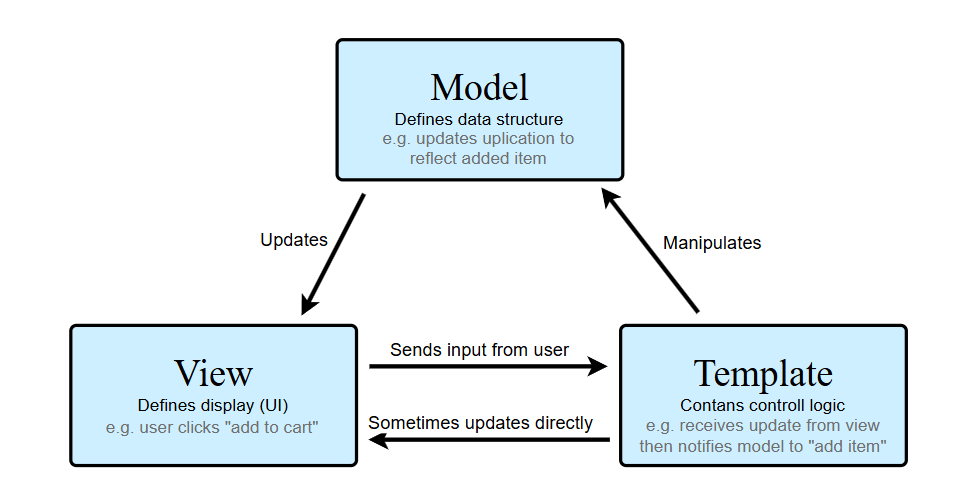 Model
Defines data structure
e.g. updates uplication to
reflect added item
Updates
Manipulates
View
Defines display (UI)
e.g. user clicks "add to cart"
Sends input from user
Sometimes updates directly
Template
Contans controll logic
e.g. receives update from view
then notifies model to "add item"